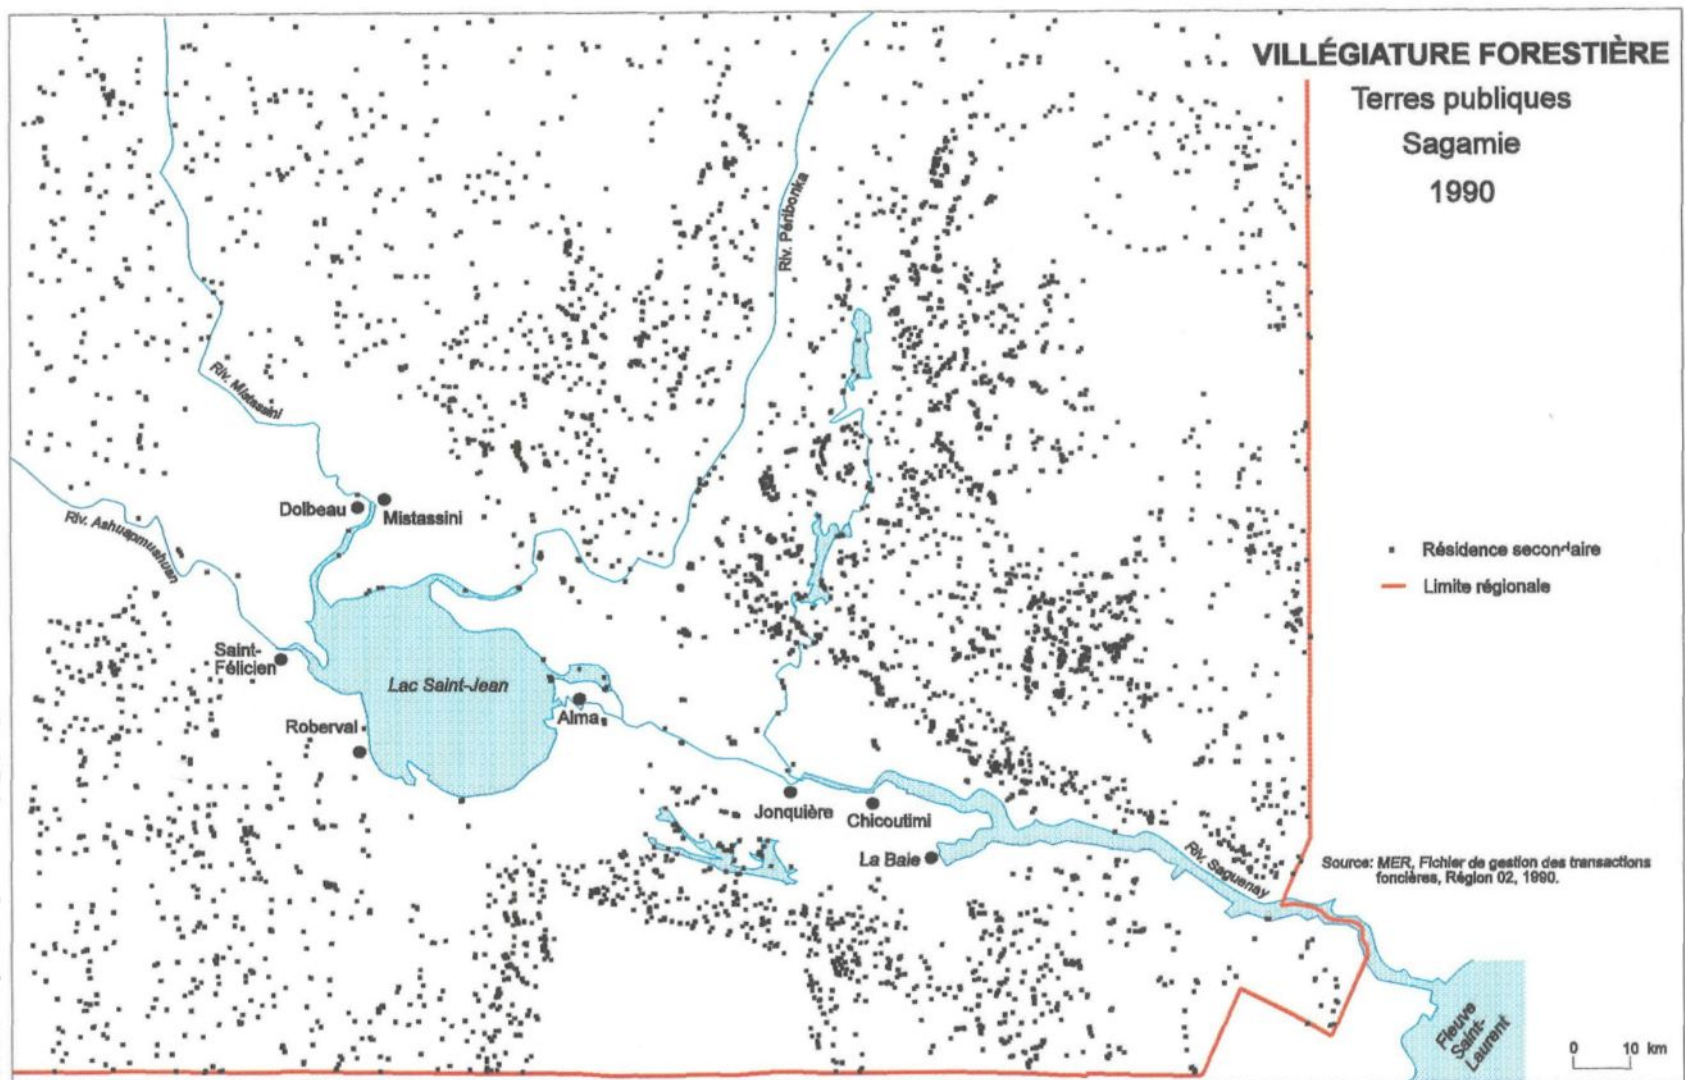 VILLÉGIATURE FORESTIÈRE
Terres publiques
Sagamie
1990
Riv. Péribonka
Riv. Mistassini
Dolbeau
Mistassini
Riv. Ashuapmushuan
Résidence secondaire
Limite régionale
Saint-
Félicien
Lac Saint-Jean
Roberval
Alma
Jonquière
Chicoutimi
La Baie
Riv. Saguenay
Source: MER, Fichier de gestion des transactions
foncières, Région 02, 1990.
Fleuve
Saint-
Laurent
0 10 km